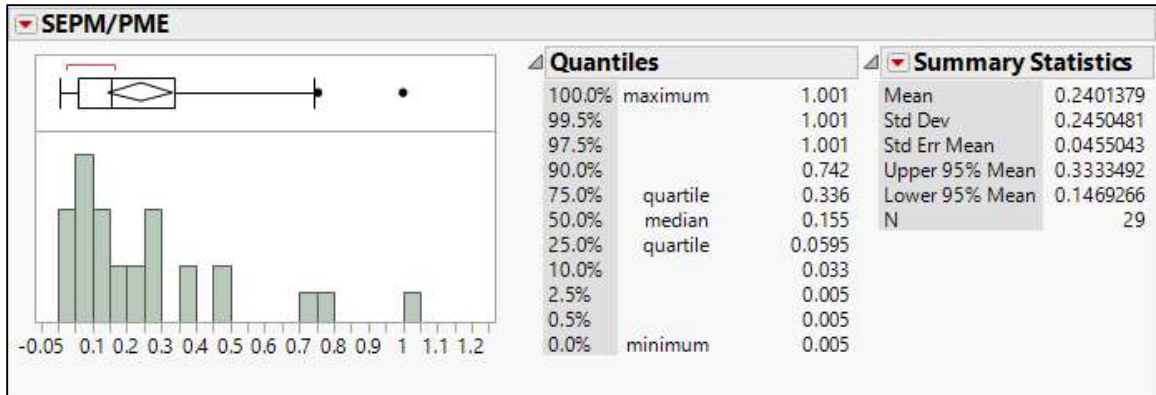 SEPM/PME
-0.05 0.1 0.2 0.3 0.4 0.5 0.6 0.7 0.8 0.9 1 1.1 1.2
Quantiles
100.0% maximum 1.001
99.5% 1.001
97.5% 1.001
90.0% 0.742
75.0% quartile 0.336
50.0% median 0.155
25.0% quartile 0.0595
10.0% 0.033
2.5% 0.005
0.5% 0.005
0.0% minimum 0.005
Summary Statistics
Mean 0.2401379
Std Dev 0.2450481
Std Err Mean 0.0455043
Upper 95% Mean 0.3333492
Lower 95% Mean 0.1469266
N 29